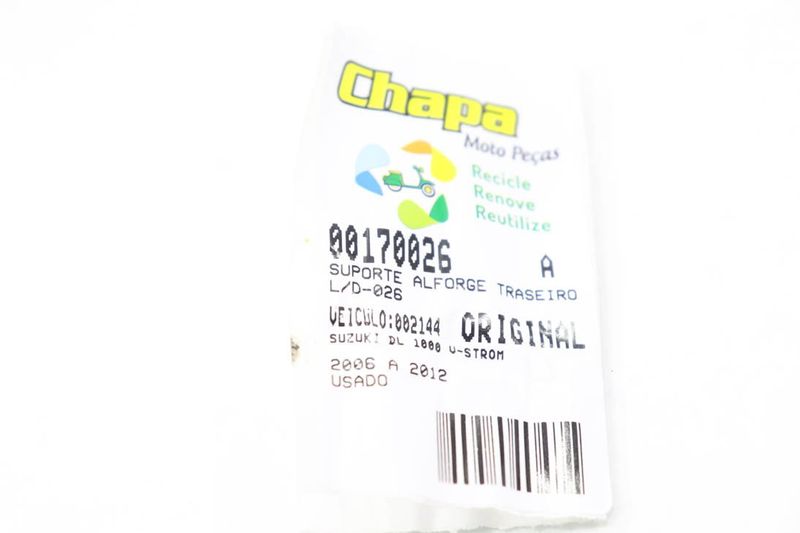 Chapa
Moto Peças
Recicle
Renove
Reutilize
00170026 A
SUPORTE ALFORGE TRASEIRO
L/D-026
VEICULO:002144 ORIGINAL
SUZUKI DL 1000 V-STROM
2006 A 2012
USADO